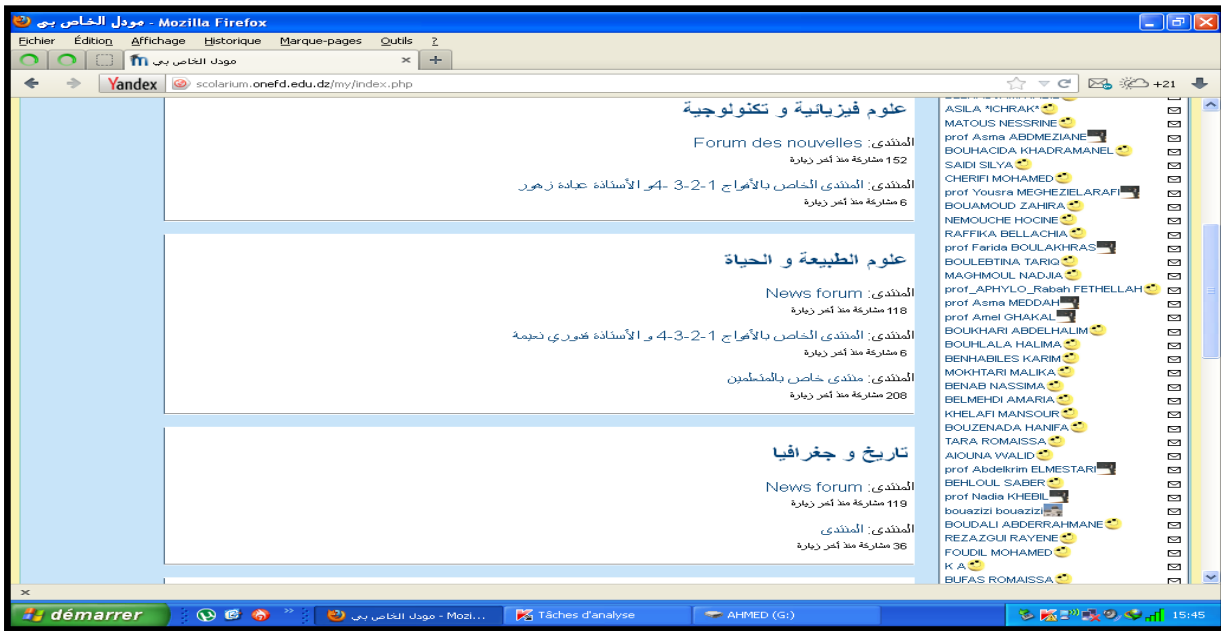 مودل الخاص بي - Mozilla Firefox
Eichier Édition Affichage Historique Marque-pages Outils ?
مودل الخاص بي × +
Yandex scolarium.onefd.edu.dz/my/index.php +21
علوم فيزيائية و تكنولوجية
المنتدى: Forum des nouvelles
152 مشاركة منذ آخر زيارة
المنتدى: المنتدى الخاص بالأفواج 1-2-3 -4و الأستاذة عبادة زهور
6 مشاركة منذ آخر زيارة
علوم الطبيعة و الحياة
المنتدى: News forum
118 مشاركة منذ آخر زيارة
المنتدى: المنتدى الخاص بالأفواج 1-2-3-4 و الأستاذة قدوري نعيمة
6 مشاركة منذ آخر زيارة
المنتدى: منتدى خاص بالمتعلمين
208 مشاركة منذ آخر زيارة
تاريخ و جغرافيا
المنتدى: News forum
119 مشاركة منذ آخر زيارة
المنتدى: المنتدى
36 مشاركة منذ آخر زيارة
ASILA *ICHRAK*
MATOUS NESSRINE
prof Asma ABDMEZIANE
BOUHACIDA KHADRAMANEL
SAIDI SILYA
CHERIFI MOHAMED
prof Yousra MEGHEZIELARAFI
BOUAMOUD ZAHIRA
NEMOUCHE HOCINE
RAFFIKA BELLACHIA
prof Farida BOULAKHRAS
BOULEBTINA TARIQ
MAGHMOUL NADJIA
prof_APHYLO_Rabah FETHELLAH
prof Asma MEDDAH
prof Amel GHAKAL
BOUKHARI ABDELHALIM
BOUHLALA HALIMA
BENHABILES KARIM
MOKHTARI MALIKA
BENAB NASSIMA
BELMEHDI AMARIA
KHELAFI MANSOUR
BOUZENADA HANIFA
TARA ROMAISSA
AIOUNA WALID
prof Abdelkrim ELMESTARI
BEHLOUL SABER
prof Nadia KHEBIL
bouazizi bouazizi
BOUDALI ABDERRAHMANE
REZAZGUI RAYENE
FOUDIL MOHAMED
K A
BUFAS ROMAISSA
×
démarrer مودل الخاص بي - Mozi... Tâches d'analyse AHMED (G:) 15:45